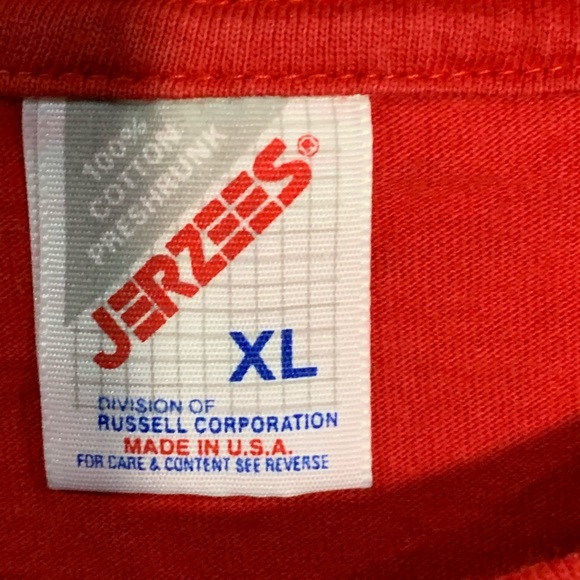 100%
COTTON
PRESHRUNK
JERZEES®
XL
DIVISION OF
RUSSELL CORPORATION
MADE IN U.S.A.
FOR CARE & CONTENT SEE REVERSE